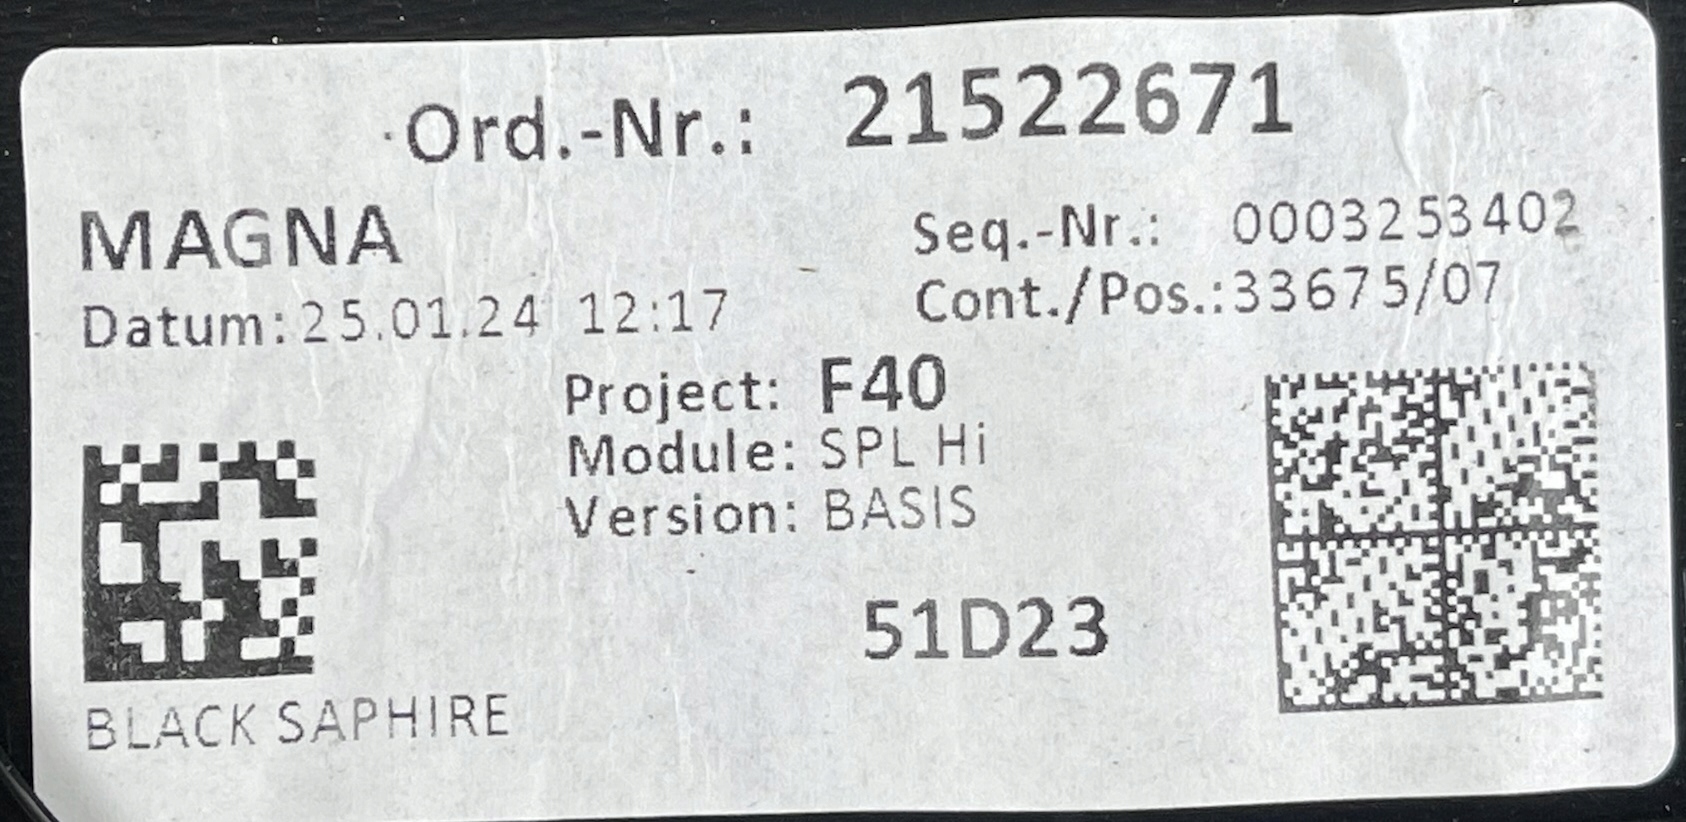 Ord.-Nr.: 21522671
MAGNA
Seq.-Nr.: 0003253402
Datum: 25.01.24 12:17
Cont./Pos.:33675/07
Project: F40
Module: SPL Hi
Version: BASIS
51D23
BLACK SAPHIRE